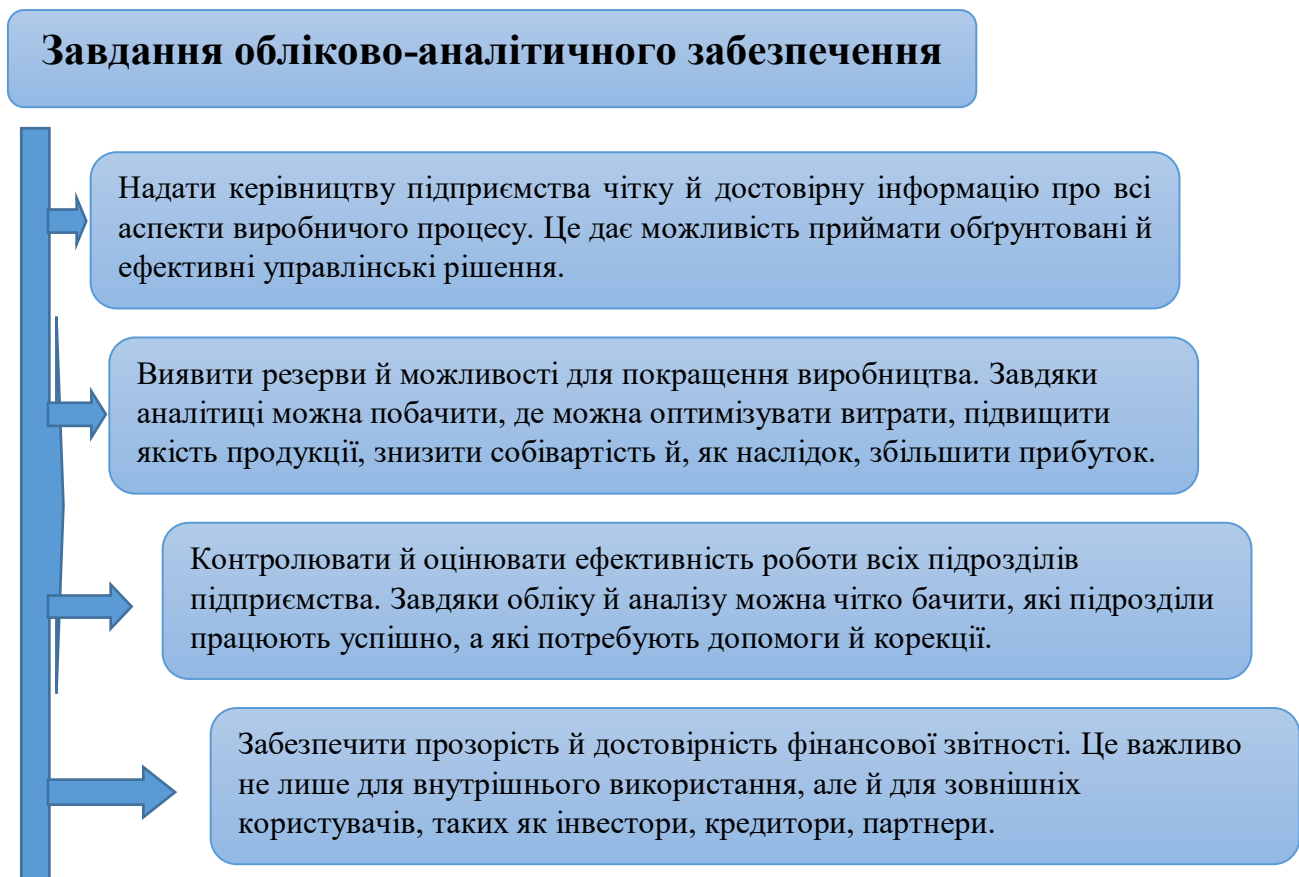 Завдання обліково-аналітичного забезпечення
Надати керівництву підприємства чітку й достовірну інформацію про всі
аспекти виробничого процесу. Це дає можливість приймати обґрунтовані й
ефективні управлінські рішення.
Виявити резерви й можливості для покращення виробництва. Завдяки
аналітиці можна побачити, де можна оптимізувати витрати, підвищити
якість продукції, знизити собівартість й, як наслідок, збільшити прибуток.
Контролювати й оцінювати ефективність роботи всіх підрозділів
підприємства. Завдяки обліку й аналізу можна чітко бачити, які підрозділи
працюють успішно, а які потребують допомоги й корекції.
Забезпечити прозорість й достовірність фінансової звітності. Це важливо
не лише для внутрішнього використання, але й для зовнішніх
користувачів, таких як інвестори, кредитори, партнери.